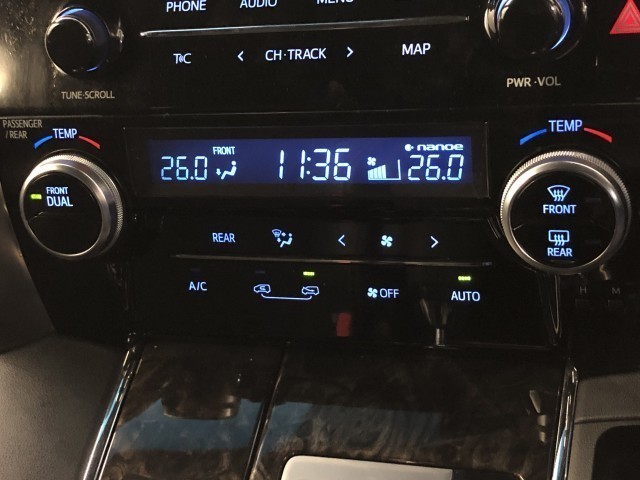 PHONE AUDIO MENU
TUNE·SCROLL
CH·TRACK
MAP
PWR·VOL
PASSENGER
/REAR
TEMP
FRONT
DUAL
FRONT
nanoe
26.0 11:36 26.0
TEMP
FRONT
REAR
REAR
A/C
OFF
AUTO
H M